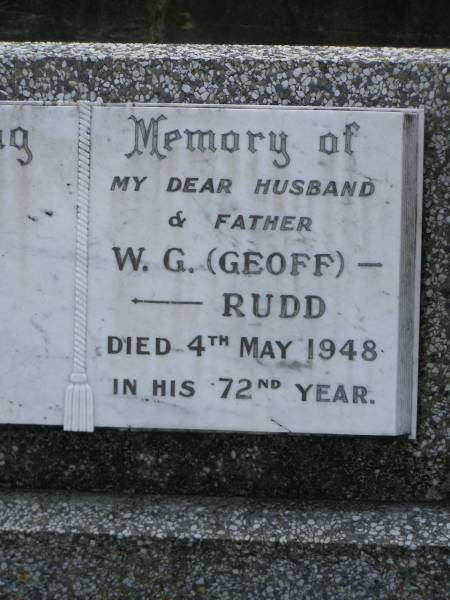 Memory of
MY DEAR HUSBAND
& FATHER
W. G. (GEOFF) —
— RUDD
DIED 4TH MAY 1948
IN HIS 72ND YEAR.